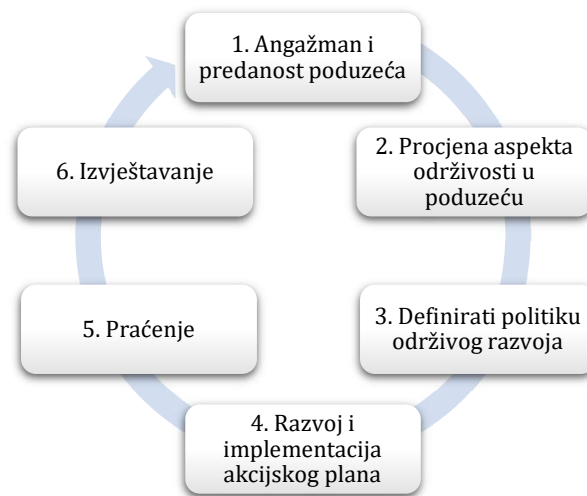 1. Angažman i
predanost poduzeća
2. Procjena aspekta
održivosti u
poduzeću
3. Definirati politiku
održivog razvoja
4. Razvoj i
implementacija
akcijskog plana
5. Praćenje
6. Izvještavanje